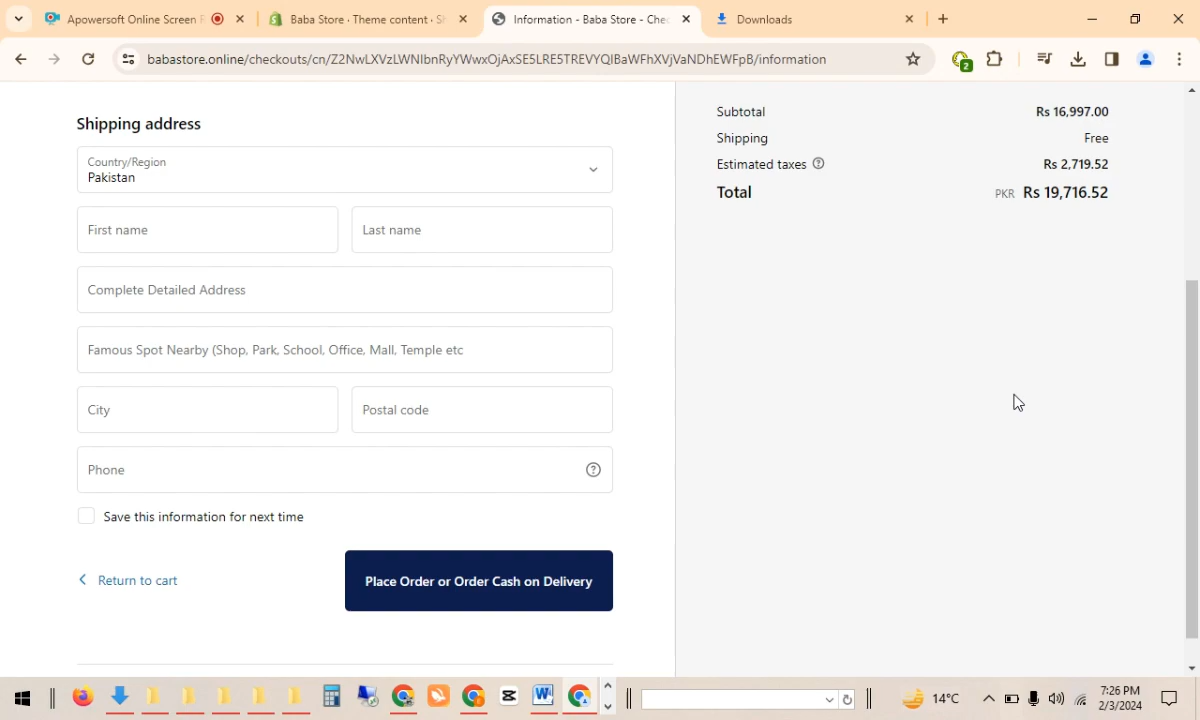 Apowersoft Online Screen R
Baba Store · Theme content · Sh
Information - Baba Store - Chec
Downloads
babastore.online/checkouts/cn/Z2NwLXVzLWNlbnRyYWwxOjAxSE5LRE5TREVYQlBaWFhXVjVaNDhEWFpB/information
2
Shipping address
Country/Region
Pakistan
First name
Last name
Complete Detailed Address
Famous Spot Nearby (Shop, Park, School, Office, Mall, Temple etc
City
Postal code
Phone
Save this information for next time
Return to cart
Place Order or Order Cash on Delivery
Subtotal
Rs 16,997.00
Shipping
Free
Estimated taxes
Rs 2,719.52
Total
PKR Rs 19,716.52
14°C
7:26 PM
2/3/2024